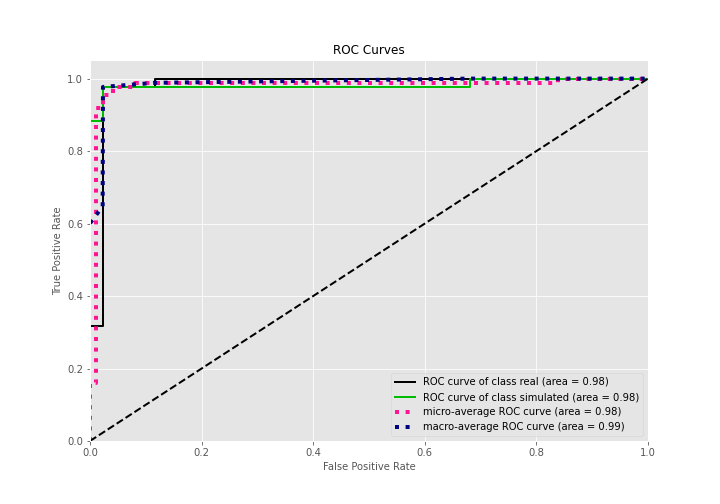 ROC Curves
1.0
0.8
0.6
0.4
0.2
0.0
True Positive Rate
ROC curve of class real (area = 0.98)
ROC curve of class simulated (area = 0.98)
micro-average ROC curve (area = 0.98)
macro-average ROC curve (area = 0.99)
0.0 0.2 0.4 0.6 0.8 1.0
False Positive Rate